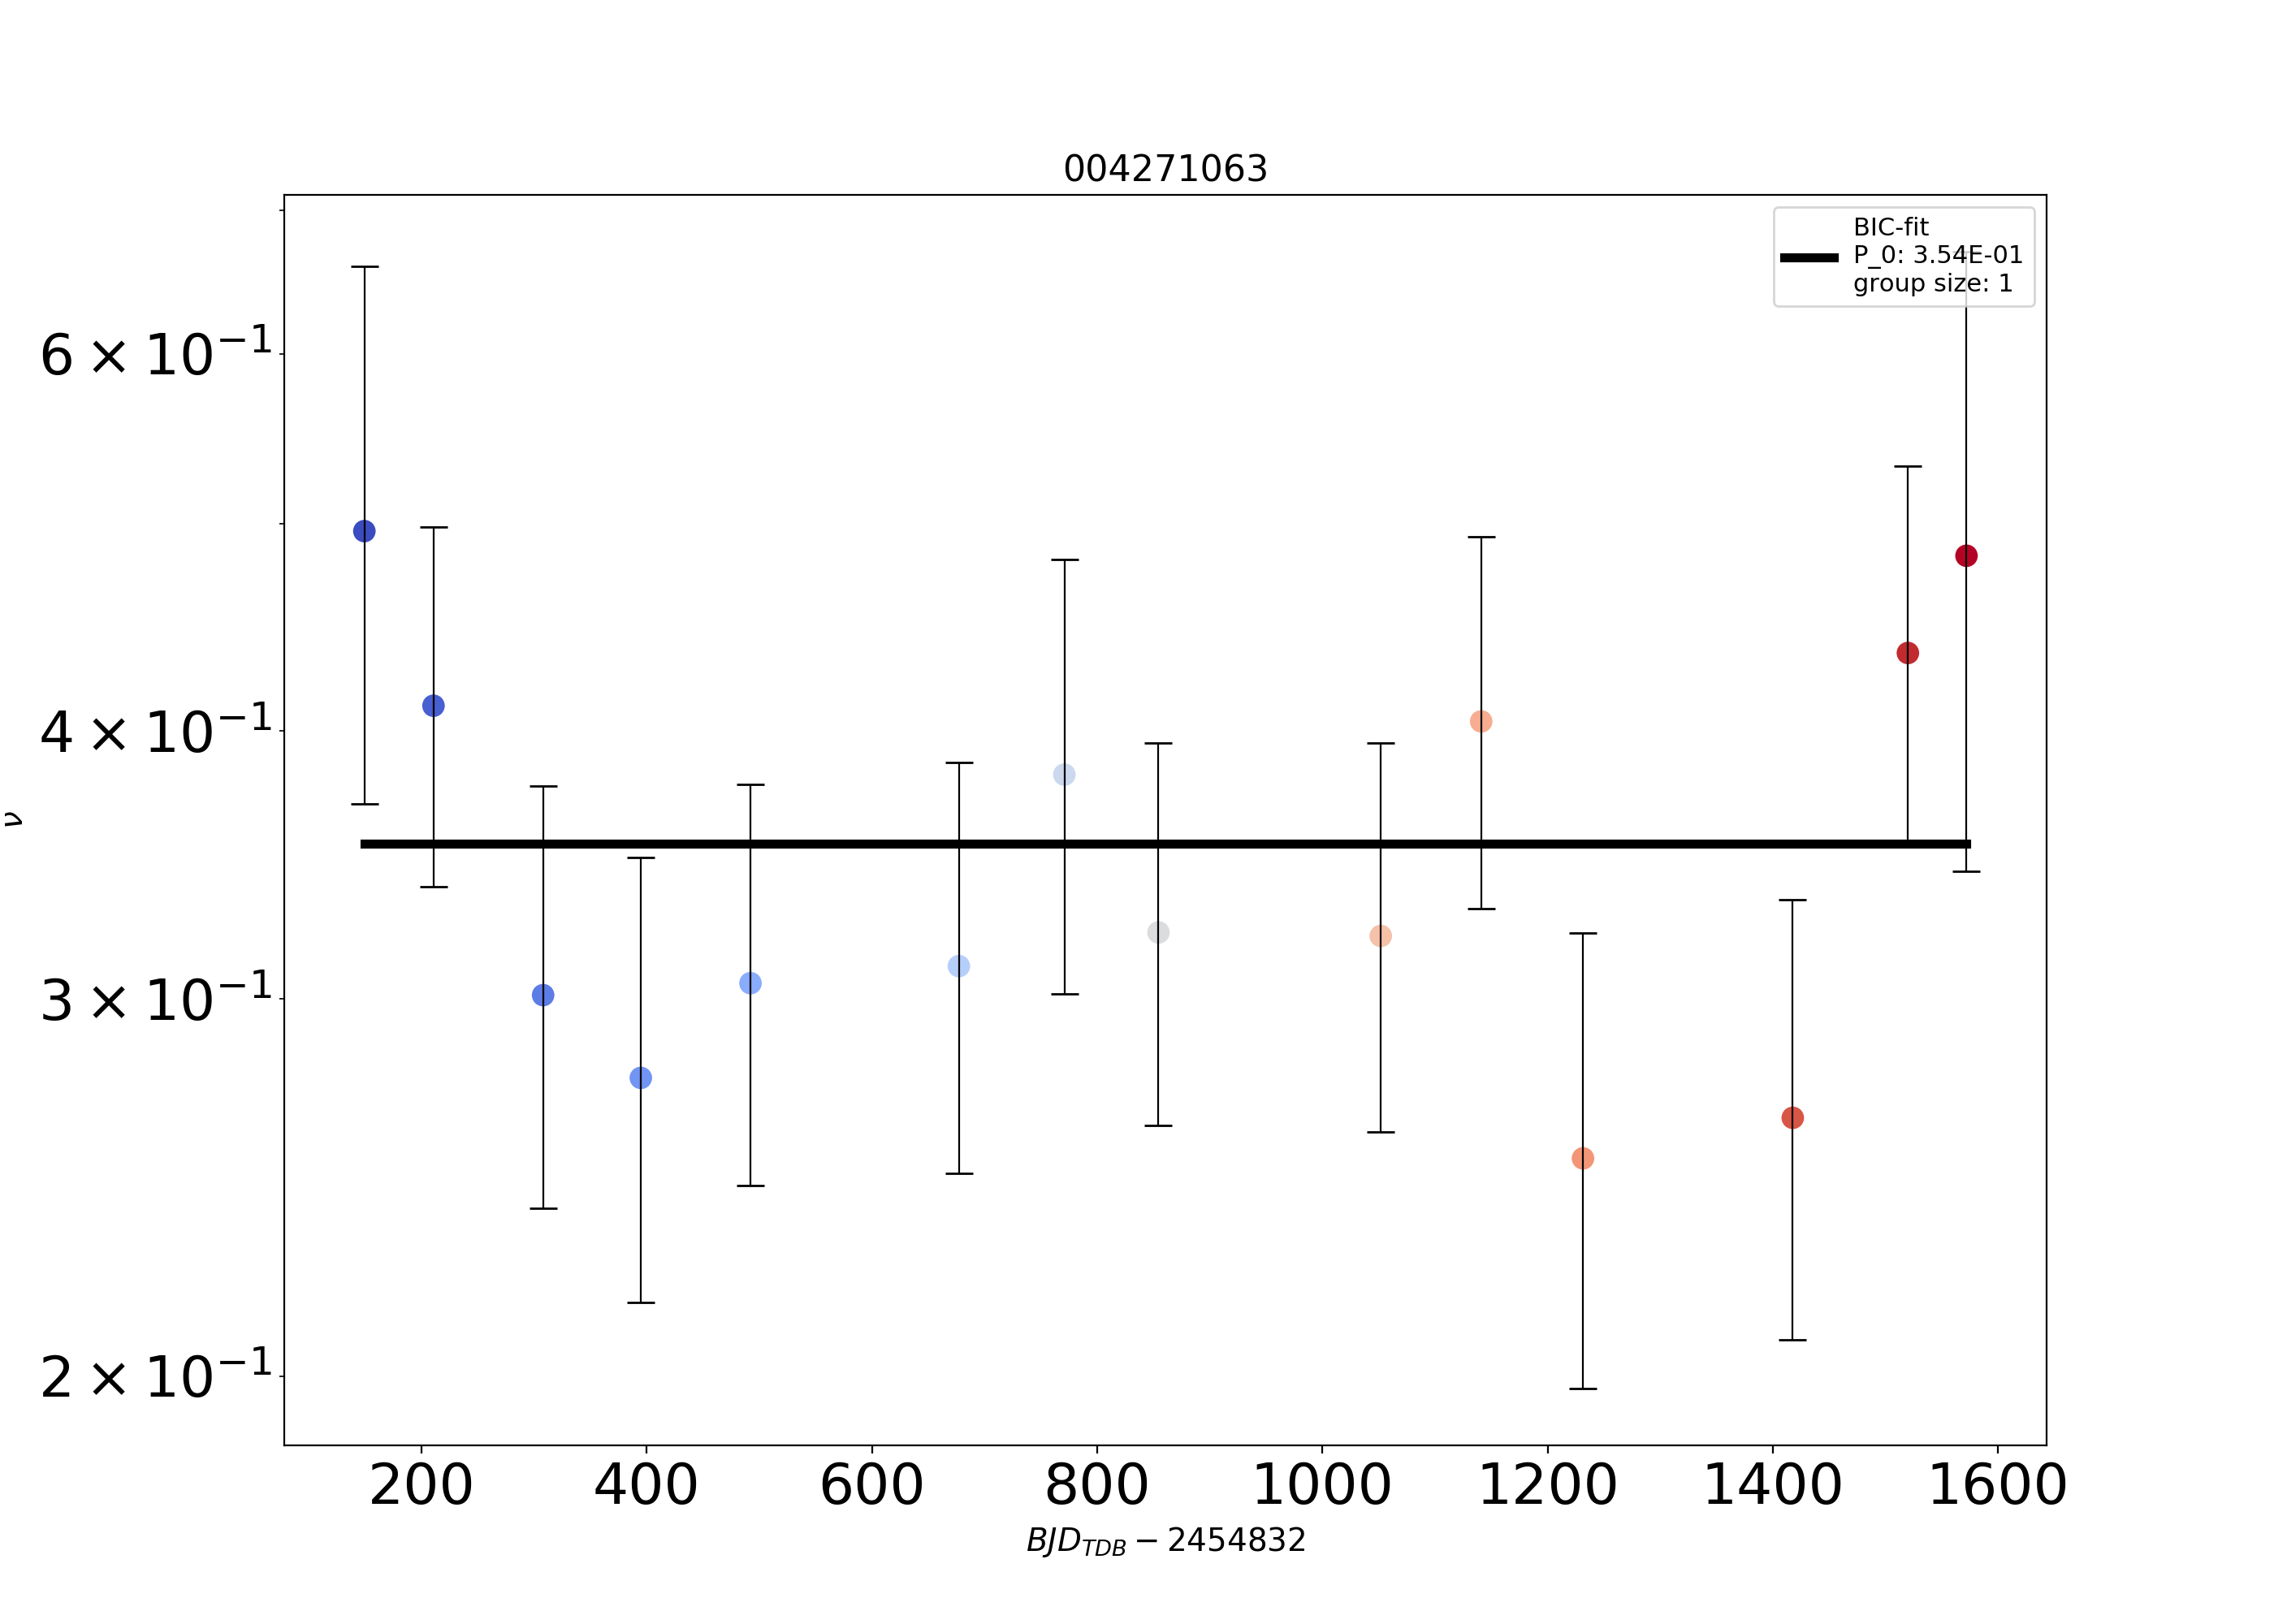 004271063
BIC-fit
P_0: 3.54E-01
group size: 1
6 × 10⁻¹
4 × 10⁻¹
3 × 10⁻¹
2 × 10⁻¹
ν
200 400 600 800 1000 1200 1400 1600
BJD_TDB − 2454832